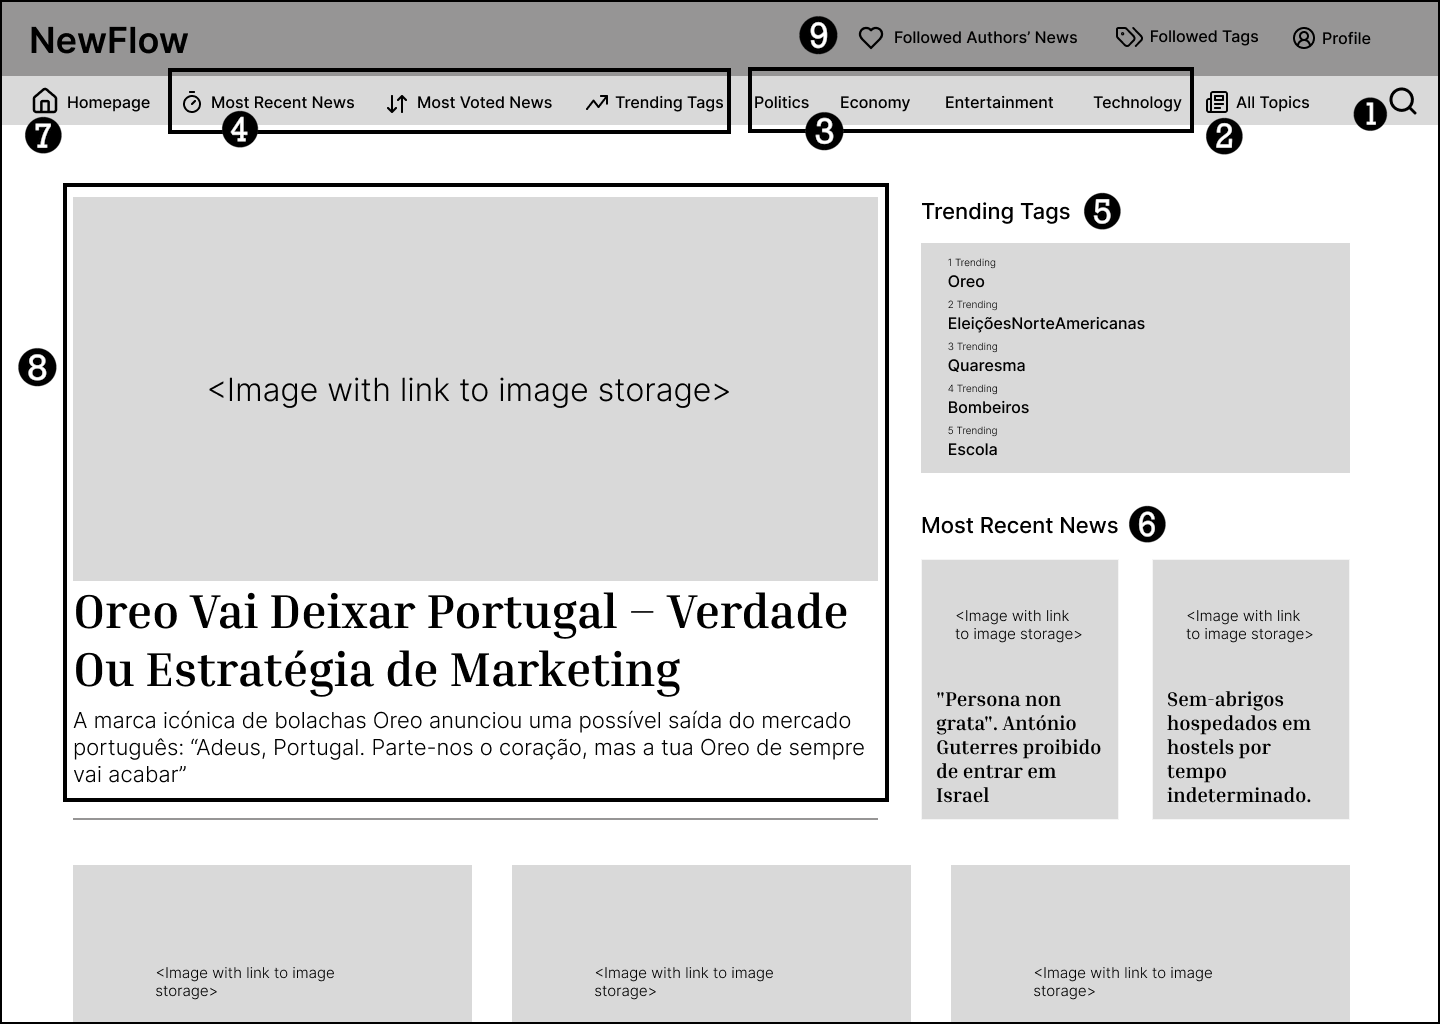 NewFlow
9 Followed Authors’ News Followed Tags Profile
Homepage Most Recent News Most Voted News Trending Tags Politics Economy Entertainment Technology All Topics
7 4 3 2 1
Trending Tags 5
1 Trending
Oreo
2 Trending
EleiçõesNorteAmericanas
3 Trending
Quaresma
4 Trending
Bombeiros
5 Trending
Escola
8
<Image with link to image storage>
Oreo Vai Deixar Portugal – Verdade
Ou Estratégia de Marketing
A marca icónica de bolachas Oreo anunciou uma possível saída do mercado
português: “Adeus, Portugal. Parte-nos o coração, mas a tua Oreo de sempre
vai acabar”
Most Recent News 6
<Image with link
to image storage>
"Persona non
grata". António
Guterres proibido
de entrar em
Israel
<Image with link
to image storage>
Sem-abrigos
hospedados em
hostels por
tempo
indeterminado.
<Image with link to image
storage>
<Image with link to image
storage>
<Image with link to image
storage>